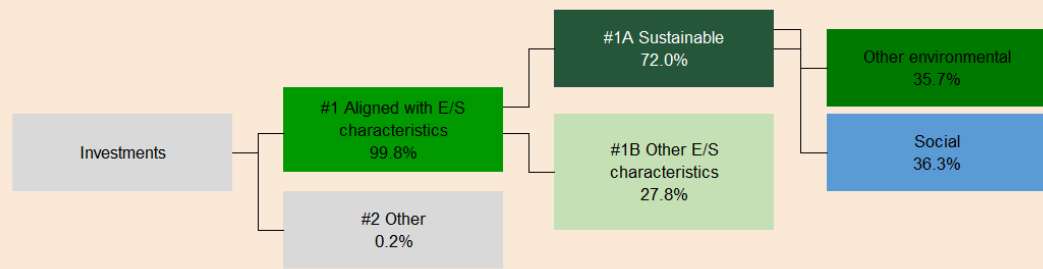 Investments
#1 Aligned with E/S
characteristics
99.8%
#2 Other
0.2%
#1A Sustainable
72.0%
#1B Other E/S
characteristics
27.8%
Other environmental
35.7%
Social
36.3%